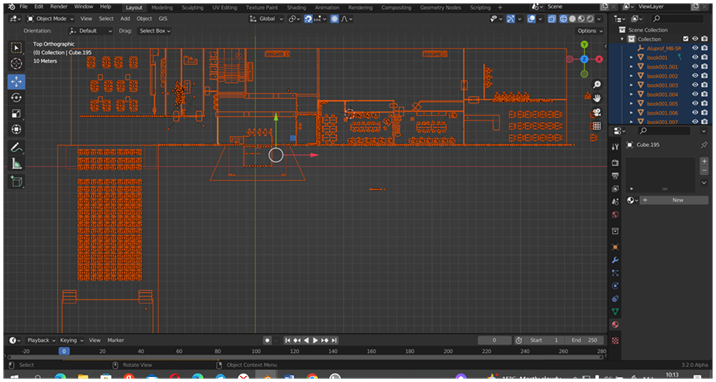 File Edit Render Window Help Layout Modeling Sculpting UV Editing Texture Paint Shading Animation Rendering Compositing Geometry Nodes Scripting Scene ViewLayer
Object Mode View Select Add Object GIS Global
Orientation: Default Drag: Select Box Options
Top Orthographic
(0) Collection | Cube.195
10 Meters
Scene Collection
Collection
book001
book001.001
book001.002
book001.003
book001.004
book001.005
book001.006
book001.007
Cube.195
New
Playback Keying View Marker 0 Start 1 End 250
-20 0 20 40 60 80 100 120 140 160 180 200 220 240 260 280
Select Rotate View Object Context Menu 3.2.0 Alpha
10:13